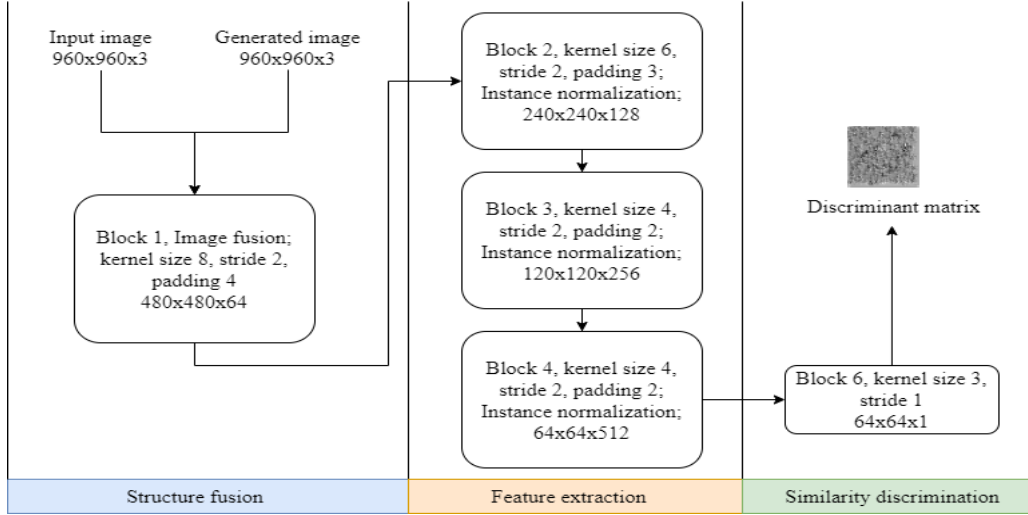 Input image
960x960x3
Generated image
960x960x3
Block 1, Image fusion;
kernel size 8, stride 2,
padding 4
480x480x64
Block 2, kernel size 6,
stride 2, padding 3;
Instance normalization;
240x240x128
Block 3, kernel size 4,
stride 2, padding 2;
Instance normalization;
120x120x256
Block 4, kernel size 4,
stride 2, padding 2;
Instance normalization;
64x64x512
Block 6, kernel size 3,
stride 1
64x64x1
Discriminant matrix
Structure fusion
Feature extraction
Similarity discrimination